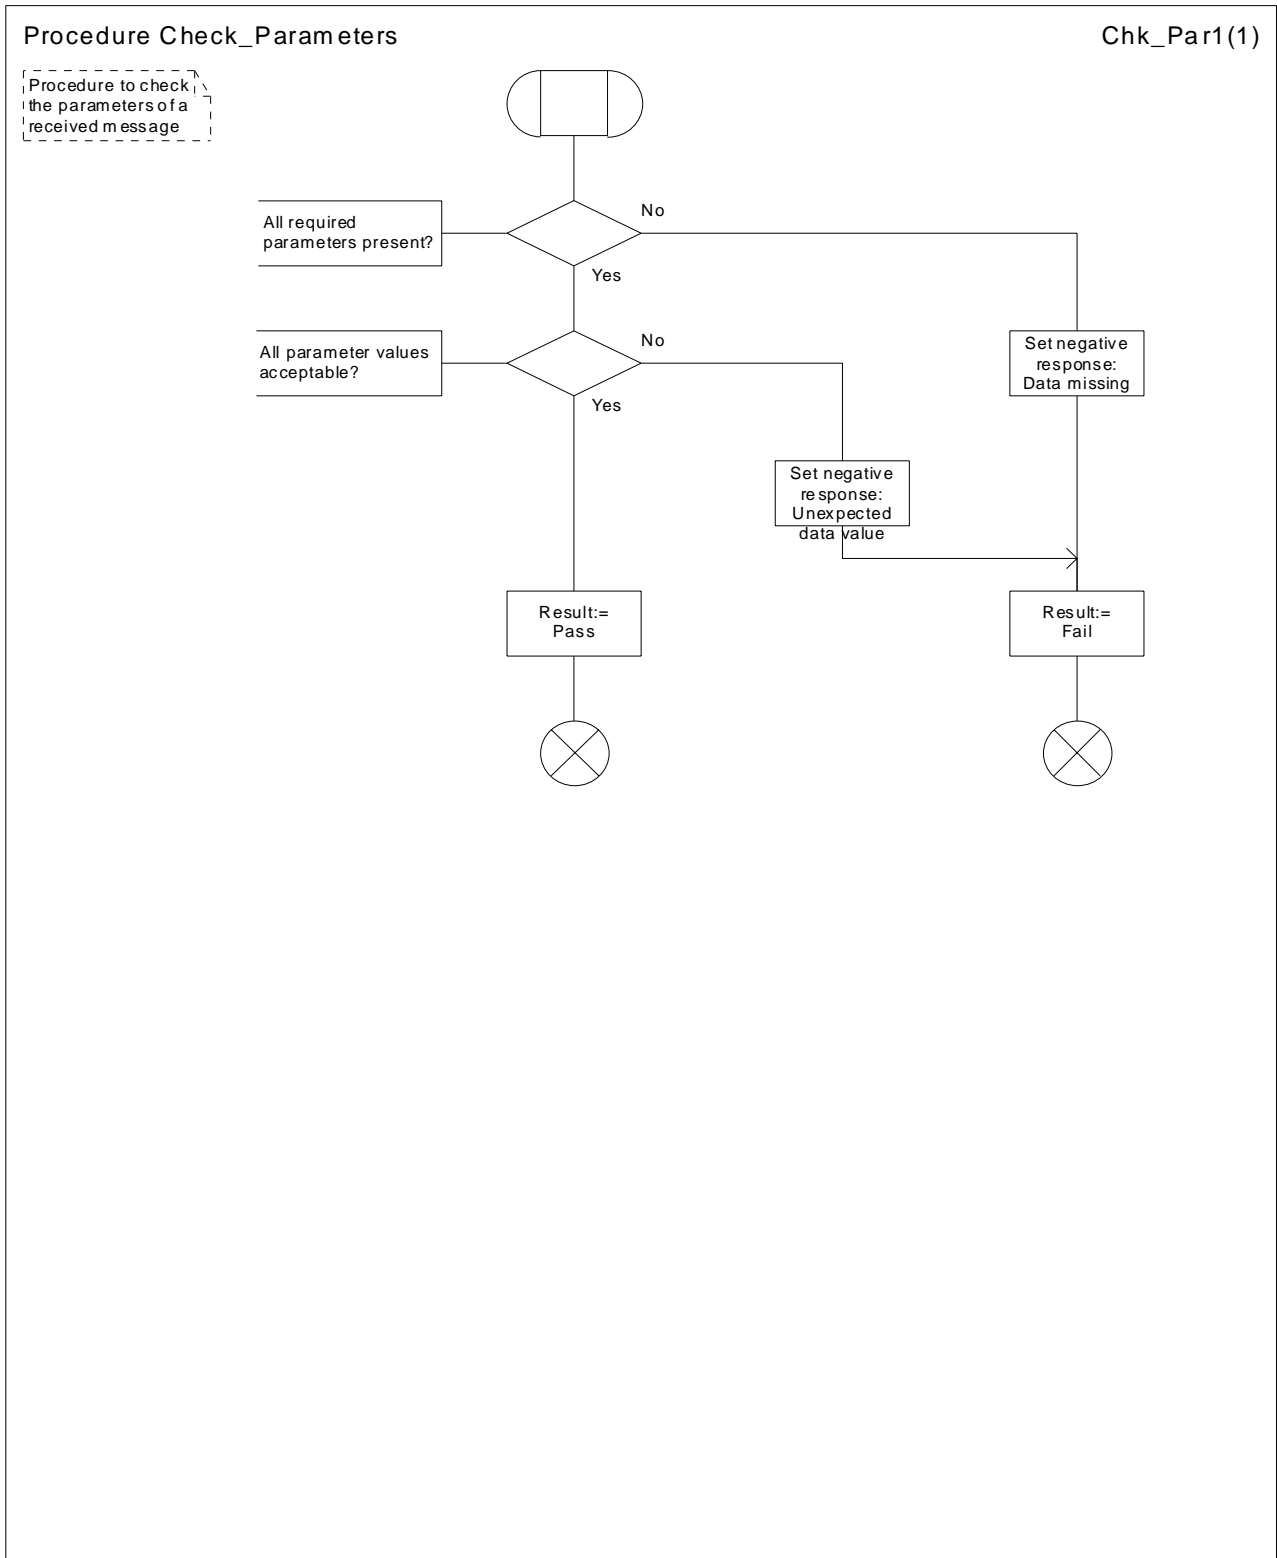 Procedure Check_Parameters
Chk_Par1(1)
Procedure to check
the parameters of a
received message
All required
parameters present?
No
Yes
All parameter values
acceptable?
No
Yes
Set negative
response:
Data missing
Set negative
response:
Unexpected
data value
Result:=
Pass
Result:=
Fail